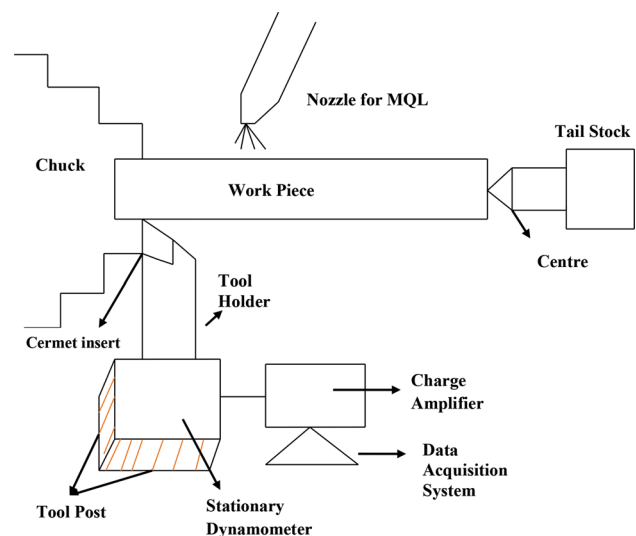 Nozzle for MQL
Tail Stock
Chuck
Work Piece
Centre
Tool
Holder
Cermet insert
Charge
Amplifier
Data
Acquisition
System
Tool Post
Stationary
Dynamometer